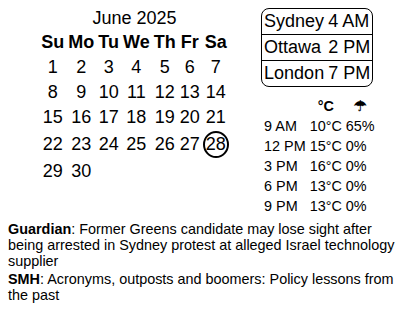 June 2025
Su Mo Tu We Th Fr Sa
1 2 3 4 5 6 7
8 9 10 11 12 13 14
15 16 17 18 19 20 21
22 23 24 25 26 27 28
29 30
Sydney 4 AM
Ottawa 2 PM
London 7 PM
°C ☂
9 AM 10°C 65%
12 PM 15°C 0%
3 PM 16°C 0%
6 PM 13°C 0%
9 PM 13°C 0%
Guardian: Former Greens candidate may lose sight after
being arrested in Sydney protest at alleged Israel technology
supplier
SMH: Acronyms, outposts and boomers: Policy lessons from
the past